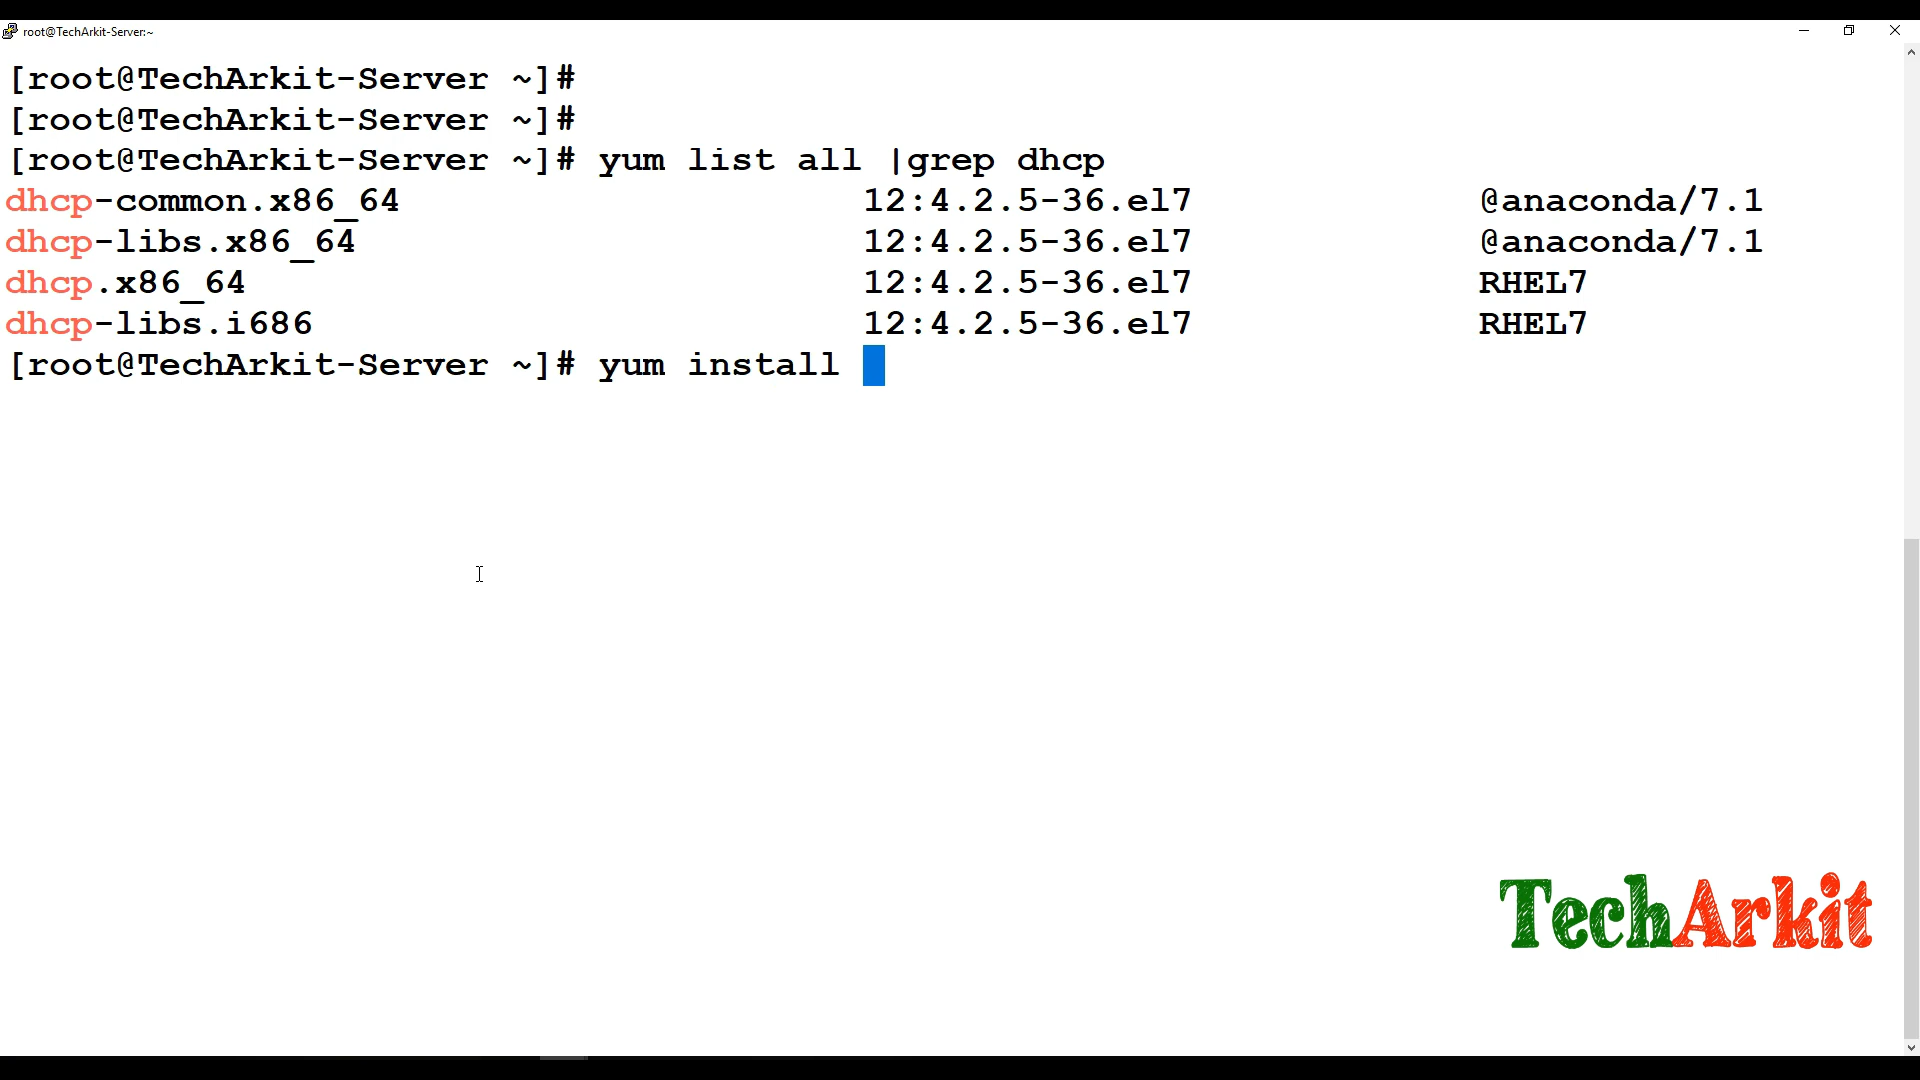 root@TechArkit-Server:~
[root@TechArkit-Server ~]#
[root@TechArkit-Server ~]#
[root@TechArkit-Server ~]# yum list all |grep dhcp
dhcp-common.x86_64 12:4.2.5-36.el7 @anaconda/7.1
dhcp-libs.x86_64 12:4.2.5-36.el7 @anaconda/7.1
dhcp.x86_64 12:4.2.5-36.el7 RHEL7
dhcp-libs.i686 12:4.2.5-36.el7 RHEL7
[root@TechArkit-Server ~]# yum install
TechArkit